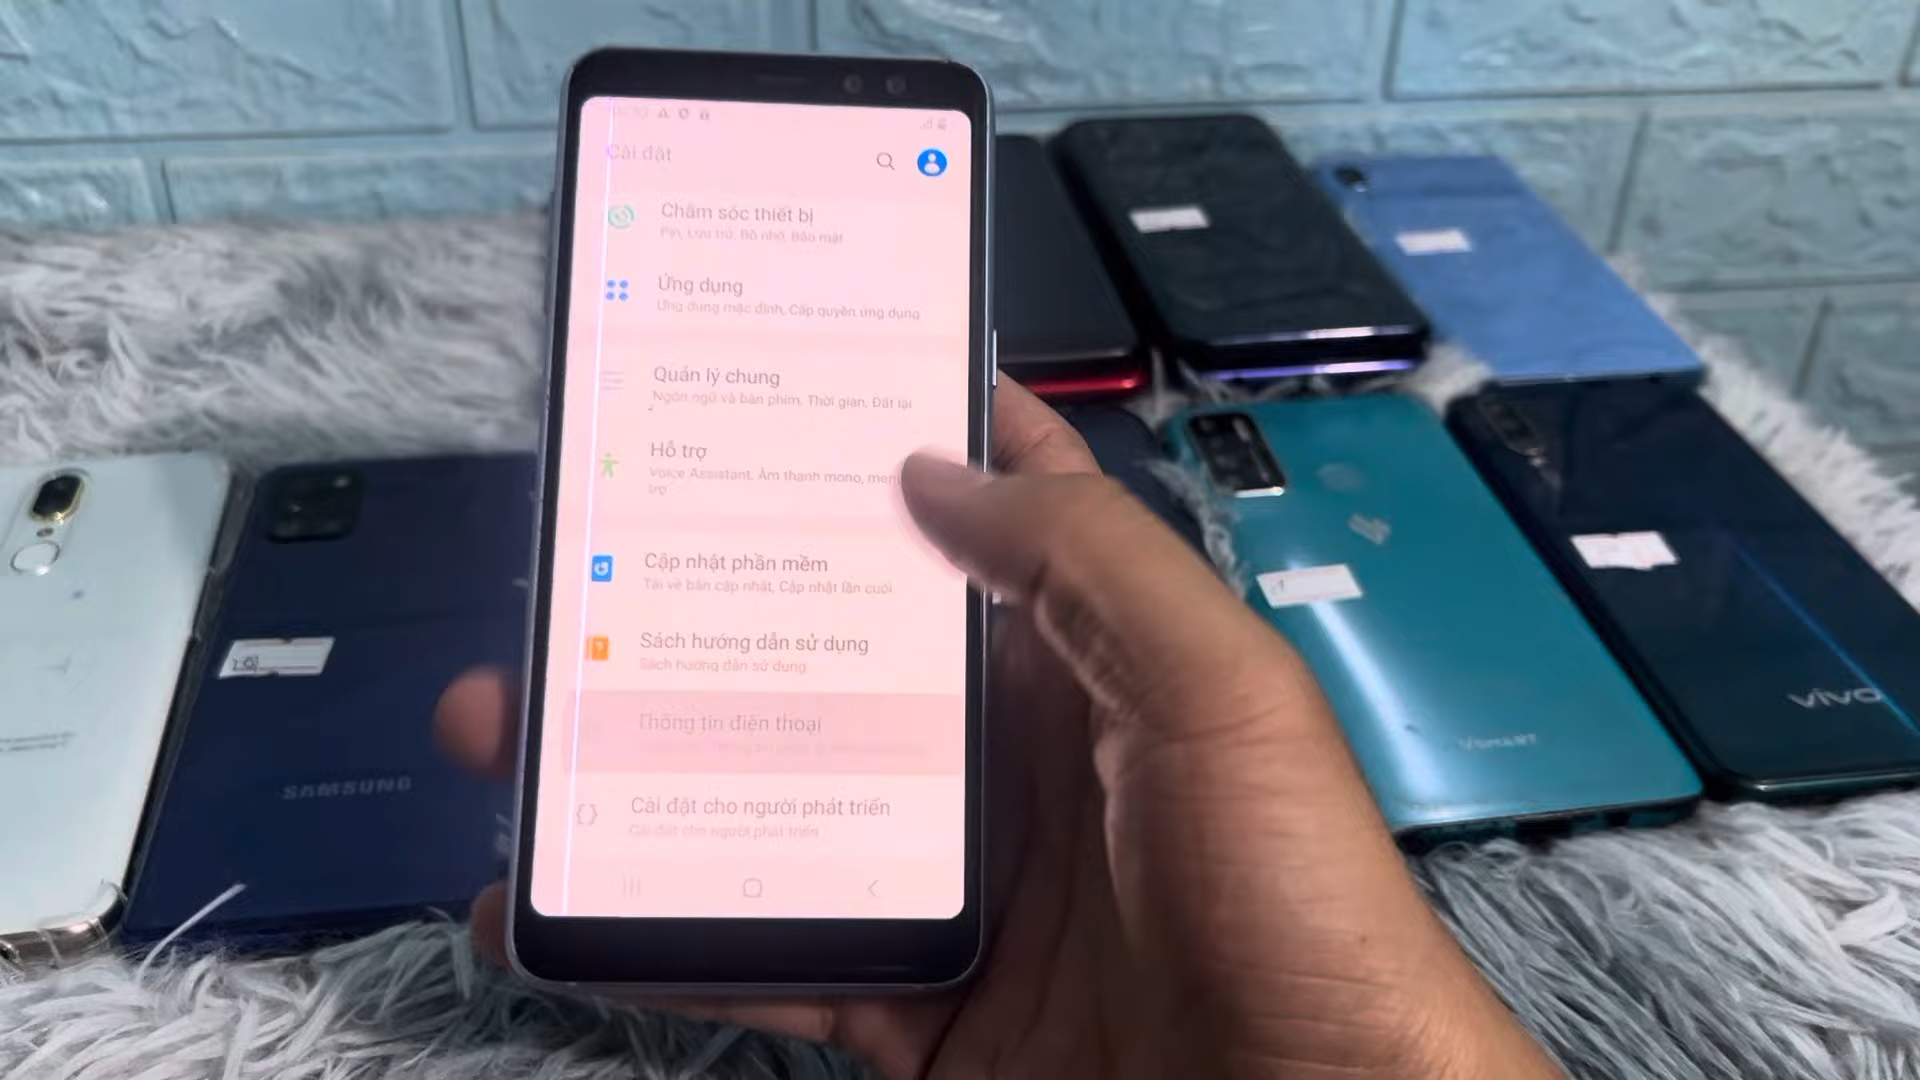 Cài đặt
Chăm sóc thiết bị
Pin, Lưu trữ, Bộ nhớ, Bảo mật
Ứng dụng
Ứng dụng mặc định, Cấp quyền ứng dụng
Quản lý chung
Ngôn ngữ và bàn phím, Thời gian, Đặt lại
Hỗ trợ
Voice Assistant, Âm thanh mono,
trợ
Cập nhật phần mềm
Tải về bản cập nhật, Cập nhật lần cuối
Sách hướng dẫn sử dụng
Sách hướng dẫn sử dụng
Thông tin điện thoại
Cài đặt cho người phát triển
Cài đặt cho người phát triển
SAMSUNG
VSMART
vivo